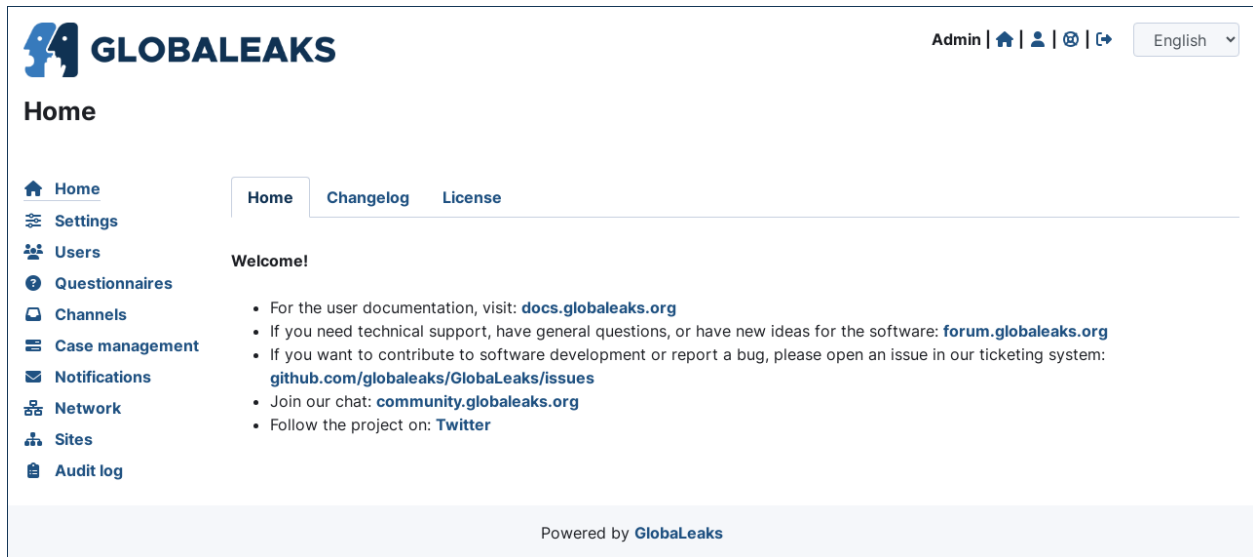 GLOBALEAKS
Admin | | | |
English
Home
Home
Settings
Users
Questionnaires
Channels
Case management
Notifications
Network
Sites
Audit log
Home Changelog License
Welcome!
• For the user documentation, visit: docs.globaleaks.org
• If you need technical support, have general questions, or have new ideas for the software: forum.globaleaks.org
• If you want to contribute to software development or report a bug, please open an issue in our ticketing system:
github.com/globaleaks/GlobaLeaks/issues
• Join our chat: community.globaleaks.org
• Follow the project on: Twitter
Powered by GlobaLeaks